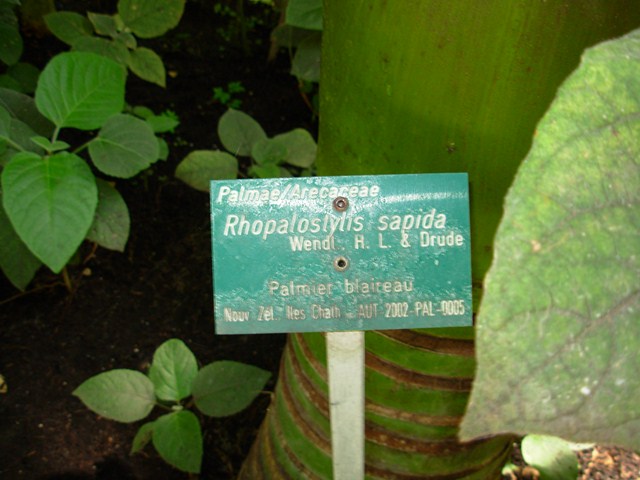 Palmae/Arecaceae
Rhopalostylis sapida
Wendl. H. L. & Drude
Palmier blaireau
Nouv Zel. Iles Chath AUT 2002-PAL-0005